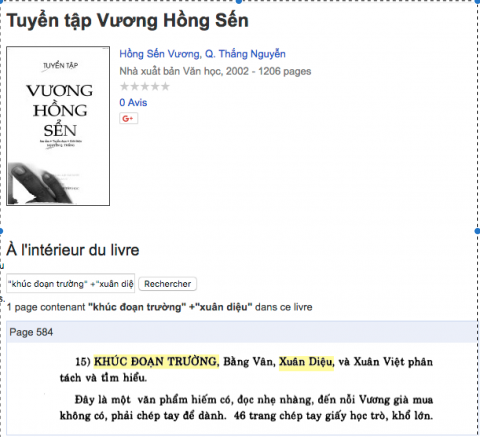 Tuyển tập Vương Hồng Sến
Hồng Sến Vương, Q. Thắng Nguyễn
Nhà xuất bản Văn học, 2002 - 1206 pages
0 Avis
G+
TUYỂN TẬP
VƯƠNG
HỒNG
SỂN
À l'intérieur du livre
"khúc đoạn trường" +"xuân diệ
Rechercher
1 page contenant "khúc đoạn trường" +"xuân diệu" dans ce livre
Page 584
15) KHÚC ĐOẠN TRƯỜNG, Bằng Vân, Xuân Diệu, và Xuân Việt phân
tách và tìm hiểu.
Đây là một văn phẩm hiếm có, đọc nhẹ nhàng, đến nỗi Vương già mua
không có, phải chép tay để dành. 46 trang chép tay giấy học trò, khổ lớn.